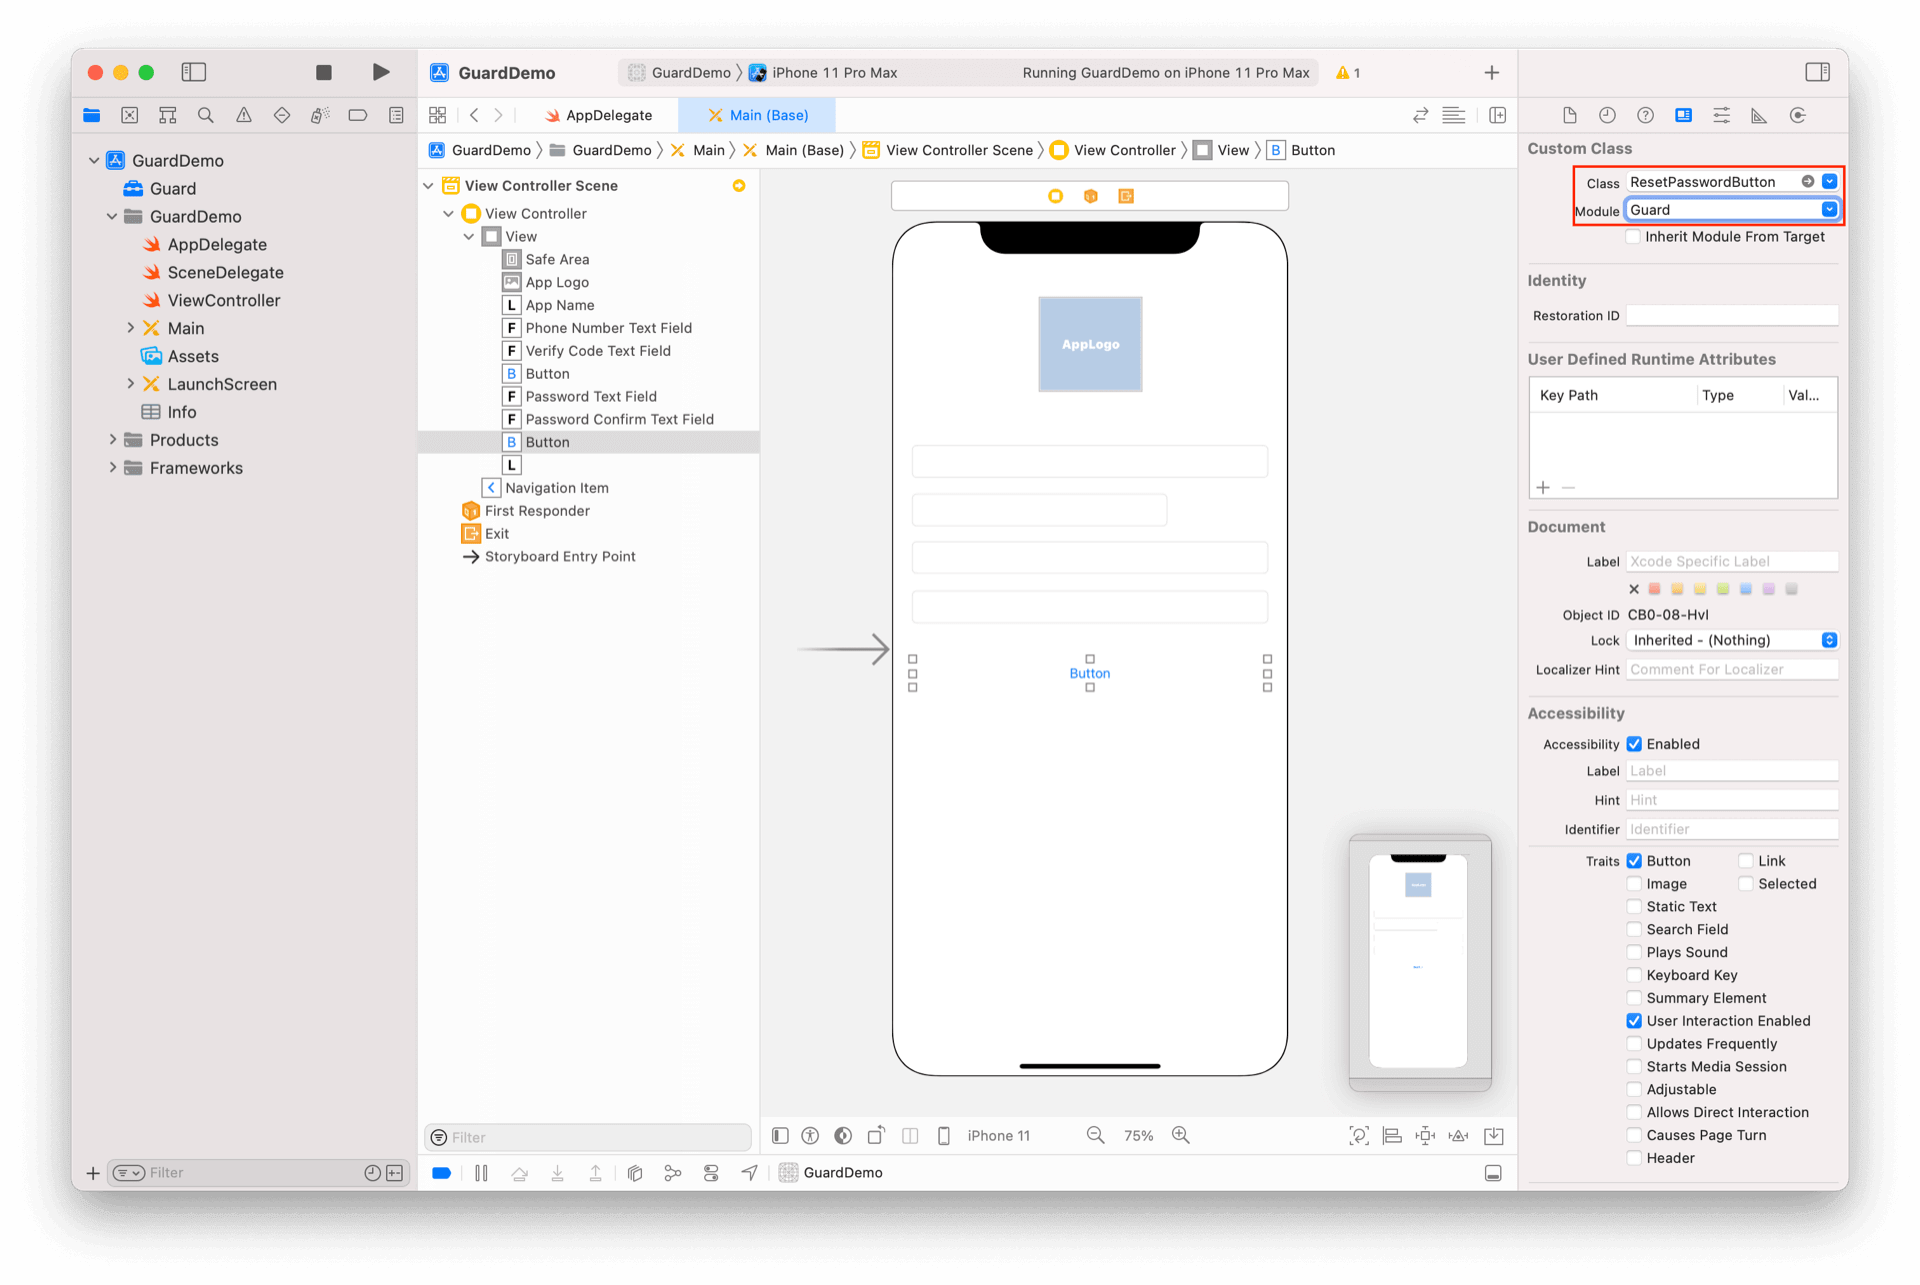 GuardDemo
GuardDemo
iPhone 11 Pro Max
Running GuardDemo on iPhone 11 Pro Max
1
AppDelegate
Main (Base)
GuardDemo
GuardDemo
Main
Main (Base)
View Controller Scene
View Controller
View
B
Button
GuardDemo
Guard
GuardDemo
AppDelegate
SceneDelegate
ViewController
Main
Assets
LaunchScreen
Info
Products
Frameworks
Filter
View Controller Scene
View Controller
View
Safe Area
App Logo
L App Name
F Phone Number Text Field
F Verify Code Text Field
B Button
F Password Text Field
F Password Confirm Text Field
B Button
L
Navigation Item
First Responder
Exit
Storyboard Entry Point
Filter
AppLogo
Button
iPhone 11
75%
GuardDemo
Custom Class
Class ResetPasswordButton
Module Guard
Inherit Module From Target
Identity
Restoration ID
User Defined Runtime Attributes
Key Path Type Val...
Document
Label Xcode Specific Label
Object ID CB0-08-HvI
Lock Inherited - (Nothing)
Localizer Hint Comment For Localizer
Accessibility
Accessibility Enabled
Label Label
Hint Hint
Identifier Identifier
Traits Button Link
Image Selected
Static Text
Search Field
Plays Sound
Keyboard Key
Summary Element
User Interaction Enabled
Updates Frequently
Starts Media Session
Adjustable
Allows Direct Interaction
Causes Page Turn
Header